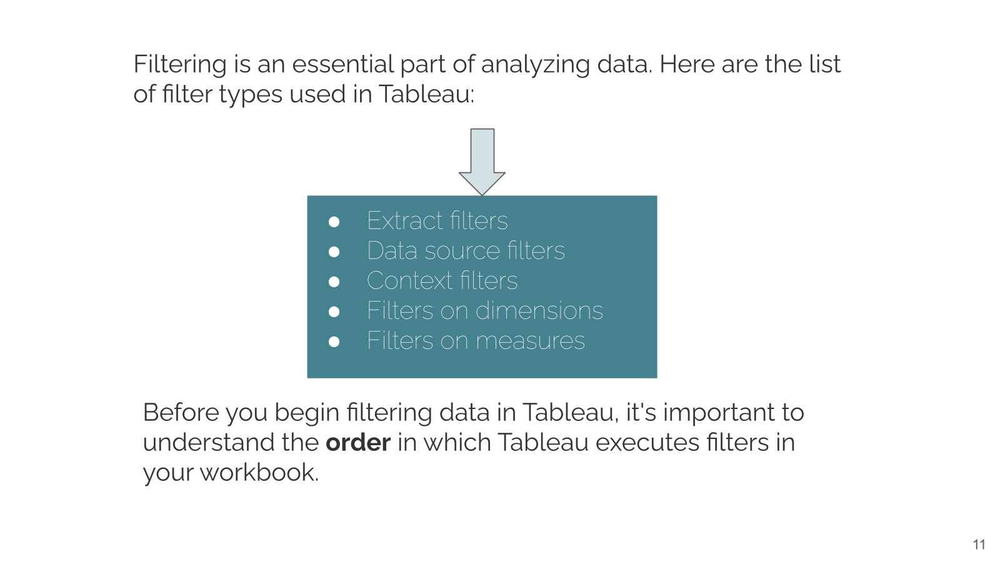 Filtering is an essential part of analyzing data. Here are the list
of filter types used in Tableau:
● Extract filters
● Data source filters
● Context filters
● Filters on dimensions
● Filters on measures
Before you begin filtering data in Tableau, it's important to
understand the order in which Tableau executes filters in
your workbook.
11